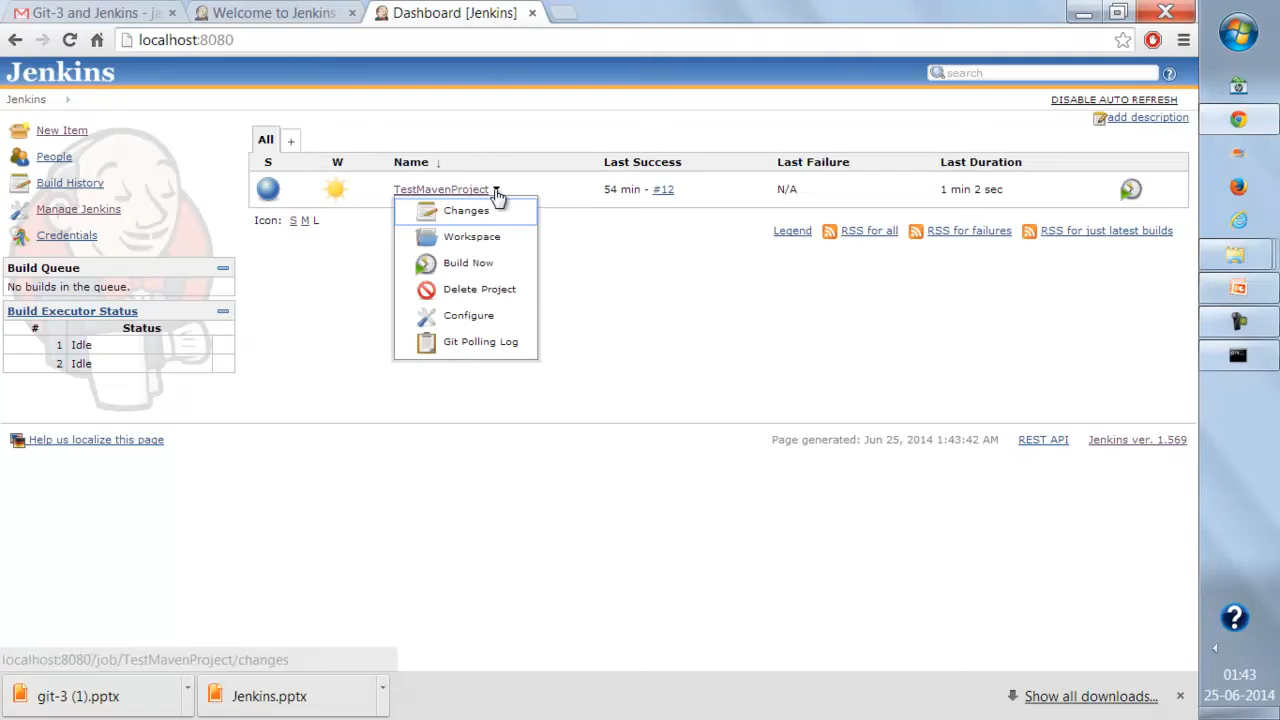 Git-3 and Jenkins - ja
Welcome to Jenkins
Dashboard [Jenkins]
localhost:8080
Jenkins
search
Jenkins
DISABLE AUTO REFRESH
add description
New Item
People
Build History
Manage Jenkins
Credentials
Build Queue
No builds in the queue.
Build Executor Status
# Status
1 Idle
2 Idle
All +
S W Name ↓ Last Success Last Failure Last Duration
TestMavenProject 54 min - #12 N/A 1 min 2 sec
Changes
Workspace
Build Now
Delete Project
Configure
Git Polling Log
Icon: S M L
Legend RSS for all RSS for failures RSS for just latest builds
Help us localize this page
Page generated: Jun 25, 2014 1:43:42 AM REST API Jenkins ver. 1.569
localhost:8080/job/TestMavenProject/changes
git-3 (1).pptx
Jenkins.pptx
Show all downloads...
01:43
25-06-2014